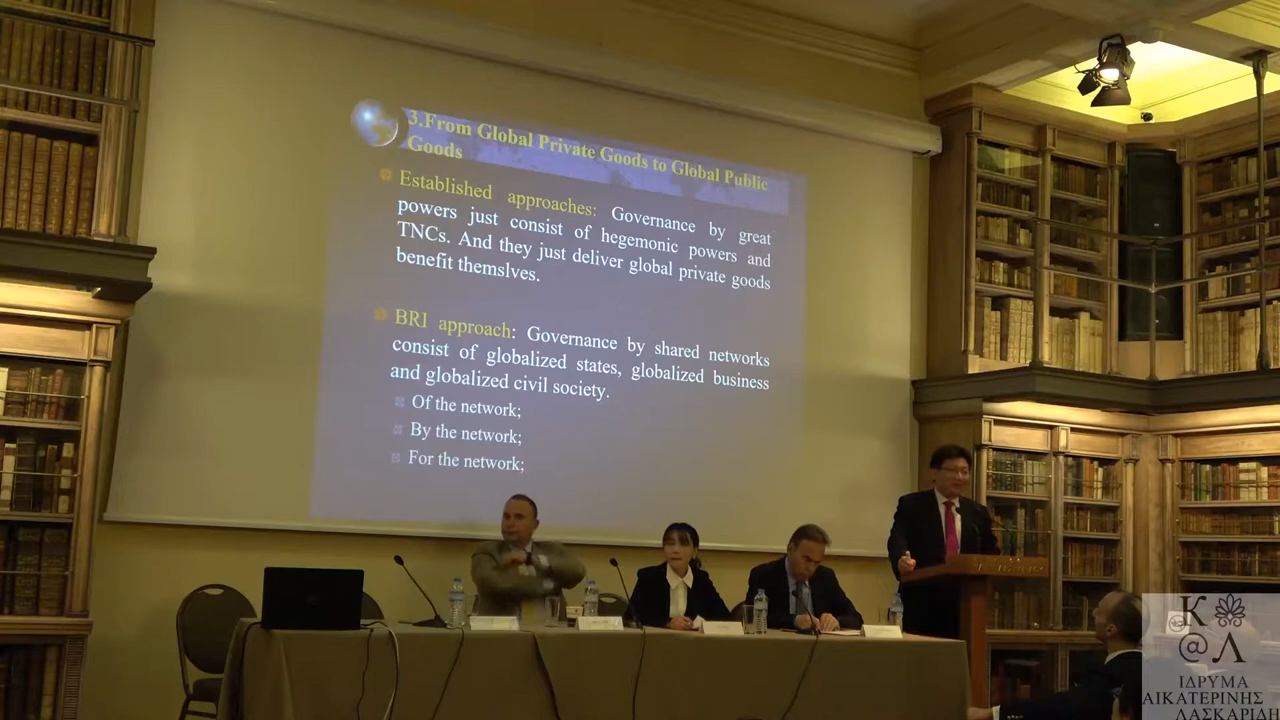 3.From Global Private Goods to Global Public
Goods
Established approaches: Governance by great
powers just consist of hegemonic powers and
TNCs. And they just deliver global private goods
benefit themslves.
BRI approach: Governance by shared networks
consist of globalized states, globalized business
and globalized civil society.
Of the network;
By the network;
For the network;
Κ
@Λ
ΙΔΡΥΜΑ
ΑΙΚΑΤΕΡΙΝΗΣ
ΛΑΣΚΑΡΙΔΗ